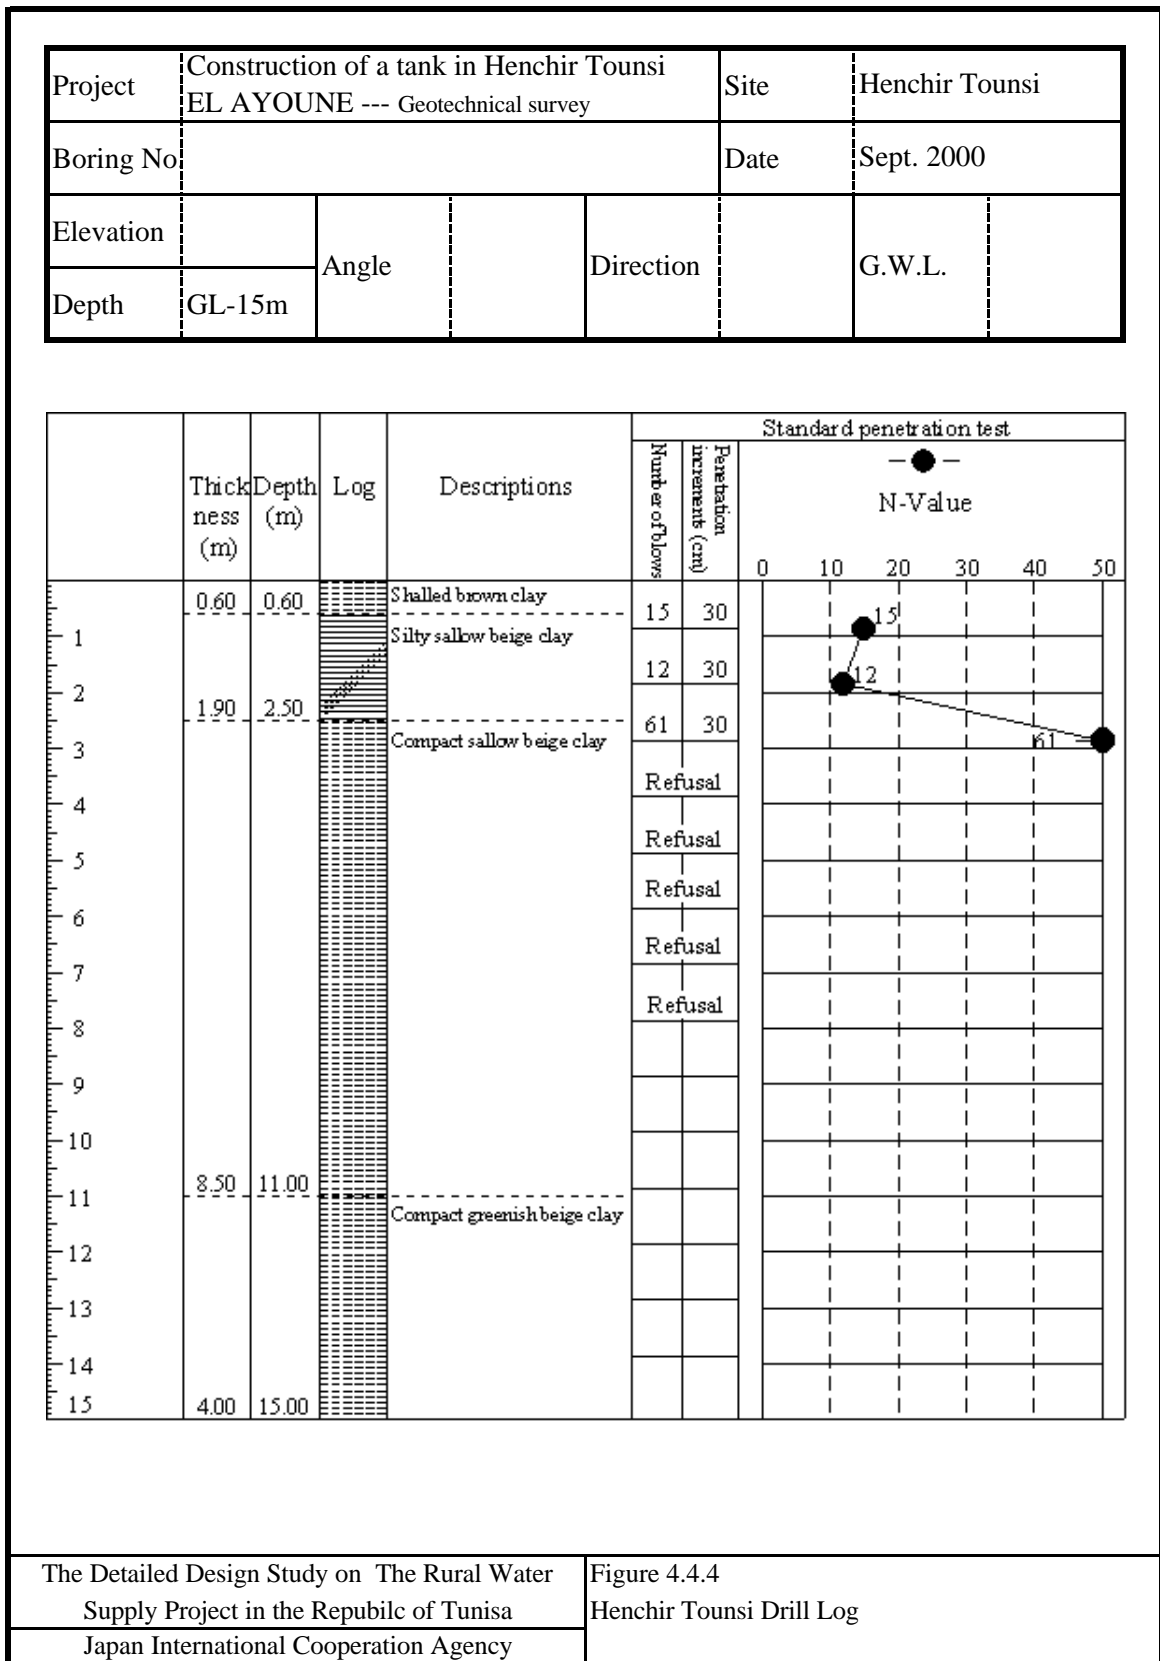 Project
Construction of a tank in Henchir Tounsi
EL AYOUNE --- Geotechnical survey
Site
Henchir Tounsi
Boring No
Date
Sept. 2000
Elevation
Angle
Direction
G.W.L.
Depth
GL-15m
Thick
ness
(m)
Depth
(m)
Log
Descriptions
Standard penetration test
Number of blows
Penetration
increments (cm)
N-Value
0 10 20 30 40 50
0.60 0.60 Shalled brown clay
15 30 15
1 Silty sallow beige clay
12 30 12
2
1.90 2.50
61 30 61
3 Compact sallow beige clay
Refusal
4
Refusal
5
Refusal
6
Refusal
7
Refusal
8
9
10
8.50 11.00
11
Compact greenish beige clay
12
13
14
15 4.00 15.00
The Detailed Design Study on The Rural Water
Supply Project in the Repubilc of Tunisa
Japan International Cooperation Agency
Figure 4.4.4
Henchir Tounsi Drill Log